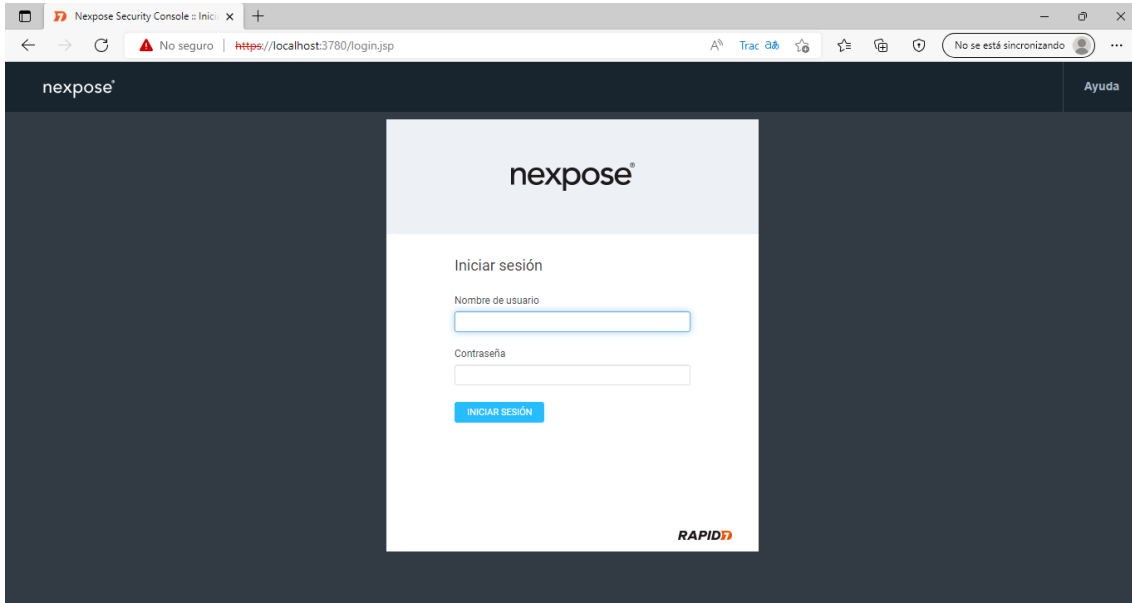 Nexpose Security Console :: Inici
No seguro | https://localhost:3780/login.jsp
Trac
No se está sincronizando
nexpose®
Ayuda
nexpose®
Iniciar sesión
Nombre de usuario
Contraseña
INICIAR SESIÓN
RAPID7